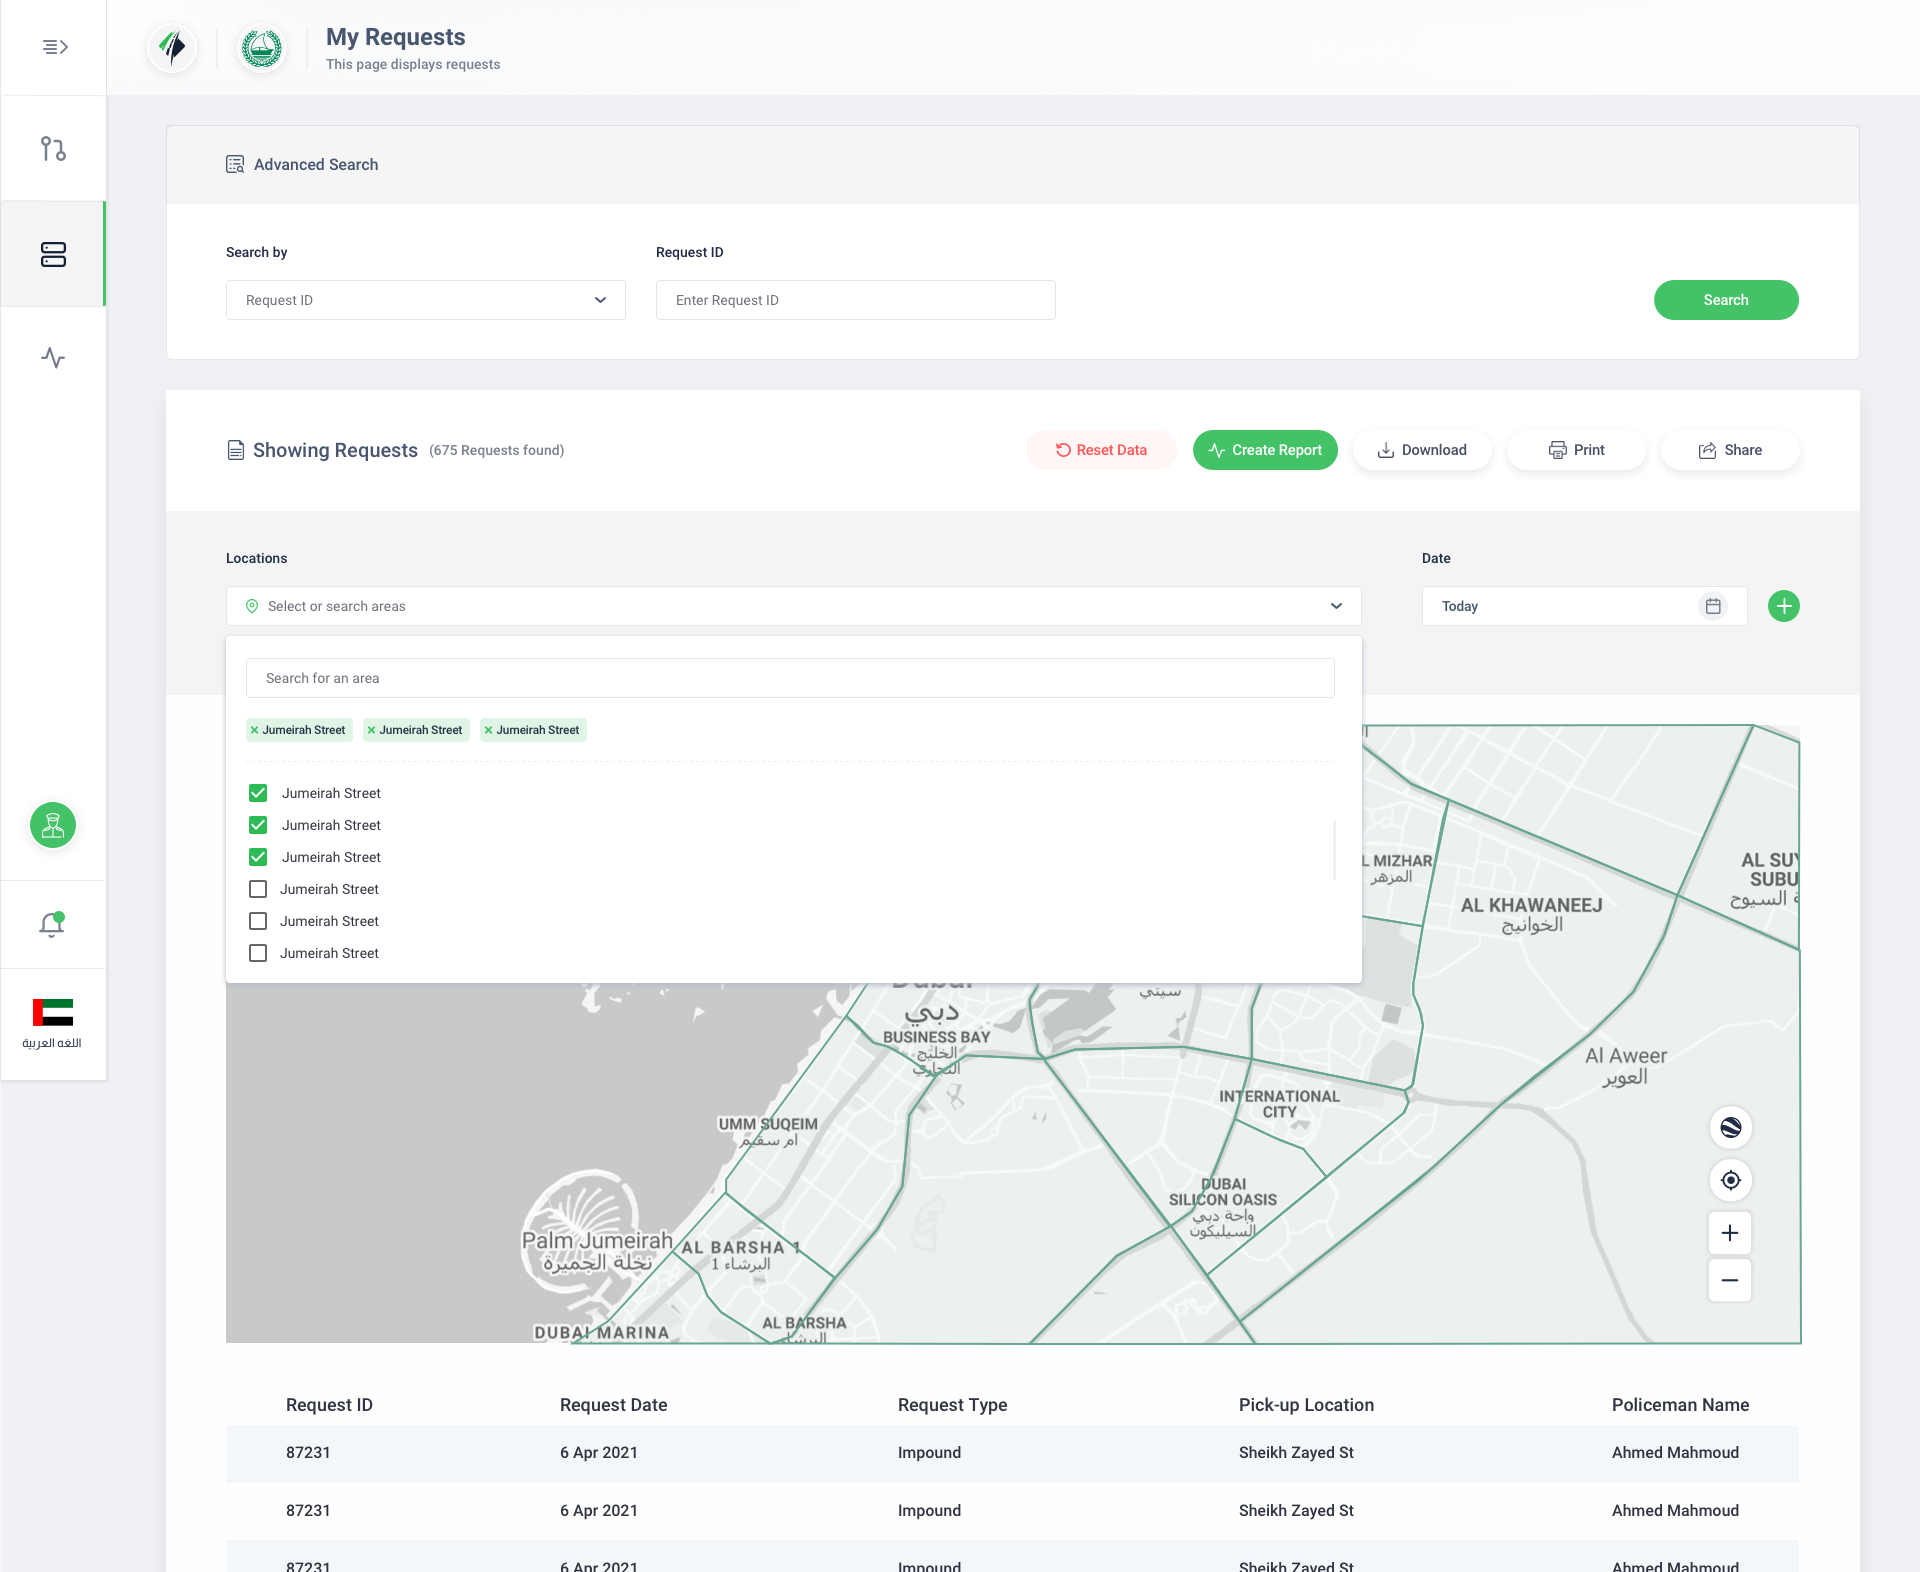 My Requests
This page displays requests
Advanced Search
Search by
Request ID
Request ID
Enter Request ID
Search
Showing Requests (675 Requests found)
Reset Data
Create Report
Download
Print
Share
Locations
Date
Select or search areas
Today
Search for an area
× Jumeirah Street × Jumeirah Street × Jumeirah Street
Jumeirah Street
Jumeirah Street
Jumeirah Street
Jumeirah Street
Jumeirah Street
Jumeirah Street
L MIZHAR
المزهر
AL KHAWANEEJ
الخوانيج
AL SUY
SUBU
السيوح
Dubai
دبي
سيتي
BUSINESS BAY
الخليج
التجاري
Al Aweer
العوير
INTERNATIONAL
CITY
UMM SUQEIM
ام سقيم
DUBAI
SILICON OASIS
واحة دبي
السيليكون
Palm Jumeirah
نخلة الجميرة
AL BARSHA 1
البرشاء 1
AL BARSHA
البرشاء
DUBAI MARINA
اللغه العربية
Request ID Request Date Request Type Pick-up Location Policeman Name
87231 6 Apr 2021 Impound Sheikh Zayed St Ahmed Mahmoud
87231 6 Apr 2021 Impound Sheikh Zayed St Ahmed Mahmoud
87231 6 Apr 2021 Impound Sheikh Zayed St Ahmed Mahmoud